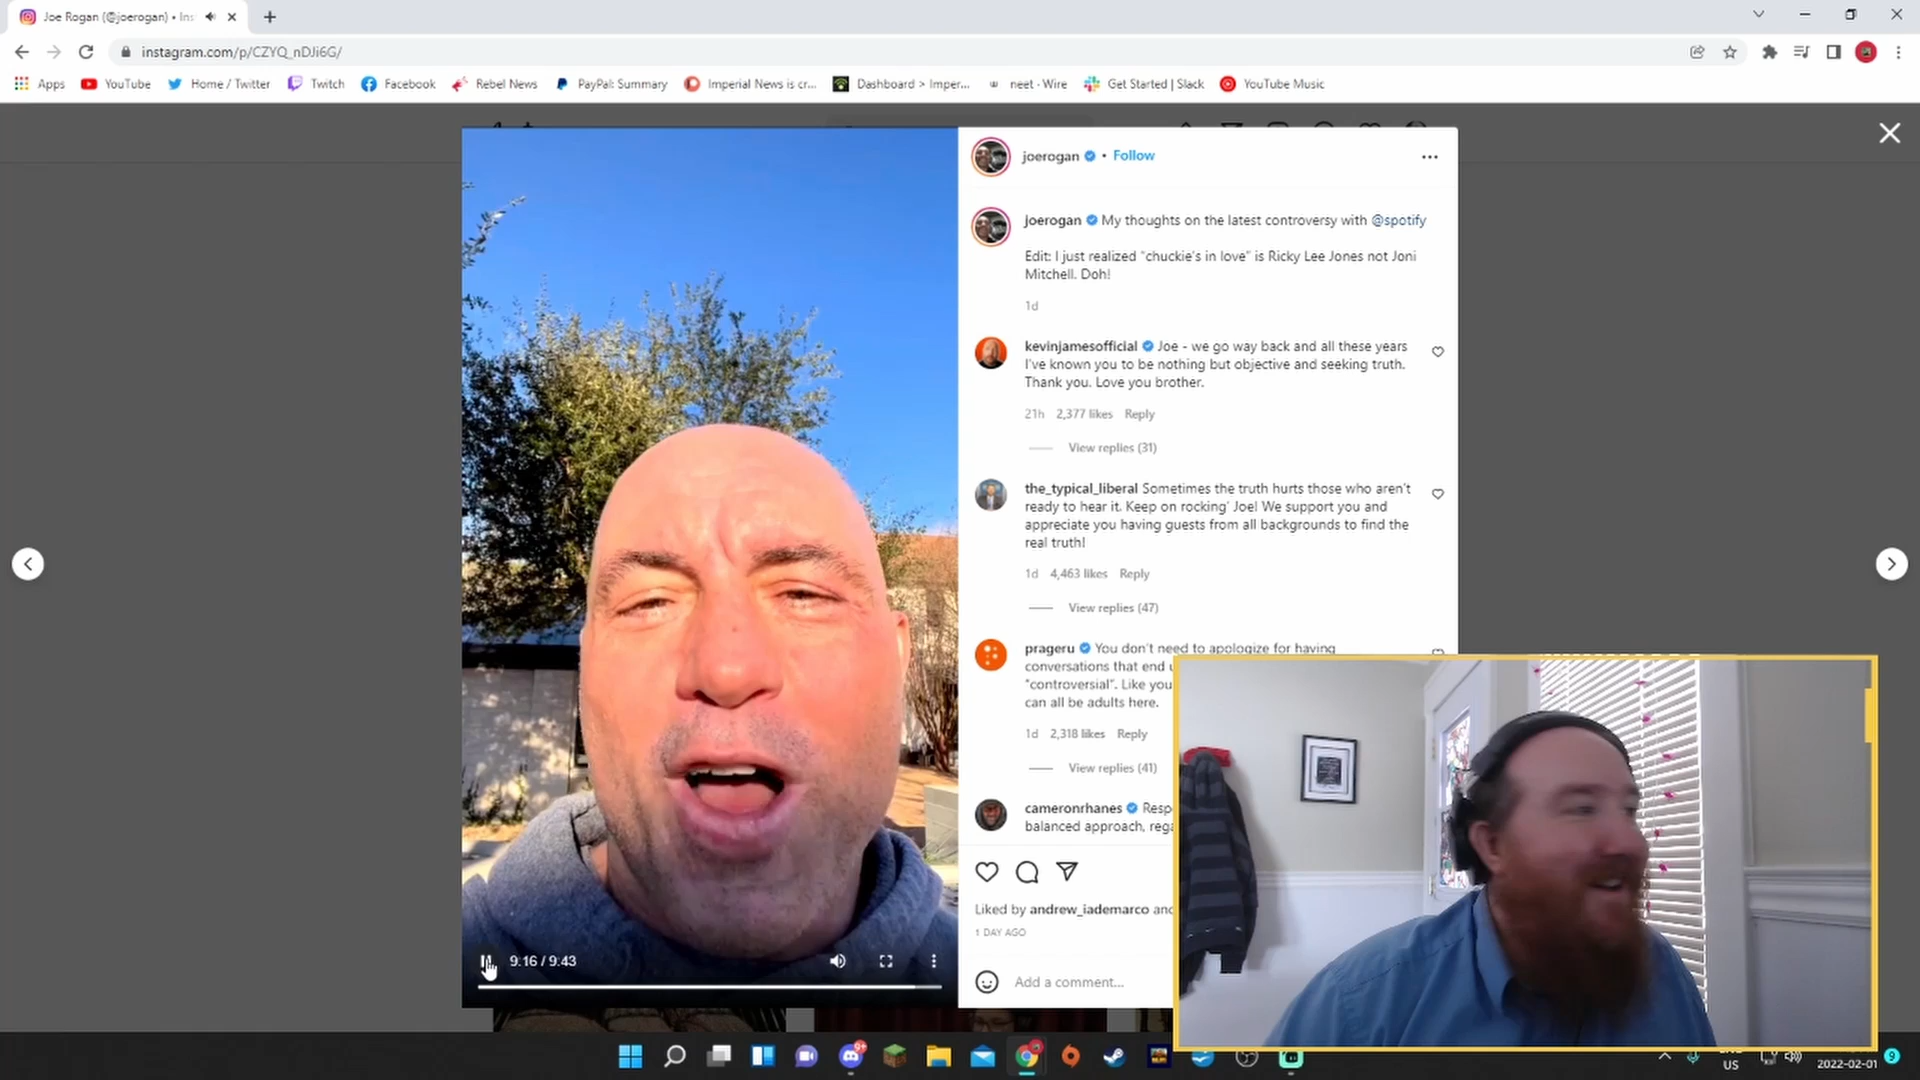 Joe Rogan (@joerogan) • Ins
instagram.com/p/CZYQ_nDJi6G/
Apps YouTube Home / Twitter Twitch Facebook Rebel News PayPal: Summary Imperial News is cr... Dashboard > Imper... neet - Wire Get Started | Slack YouTube Music
joerogan • Follow
joerogan My thoughts on the latest controversy with @spotify
Edit: I just realized "chuckie's in love" is Ricky Lee Jones not Joni
Mitchell. Doh!
1d
kevinjamesofficial Joe - we go way back and all these years
I've known you to be nothing but objective and seeking truth.
Thank you. Love you brother.
21h 2,377 likes Reply
View replies (31)
the_typical_liberal Sometimes the truth hurts those who aren't
ready to hear it. Keep on rocking' Joe! We support you and
appreciate you having guests from all backgrounds to find the
real truth!
1d 4,463 likes Reply
View replies (47)
prageru You don't need to apologize for having
conversations that end u
"controversial". Like you
can all be adults here.
1d 2,318 likes Reply
View replies (41)
cameronrhanes Resp
balanced approach, rega
Liked by andrew_iademarco and
1 DAY AGO
Add a comment...
9:16 / 9:43
9+
US
2022-02-01
9